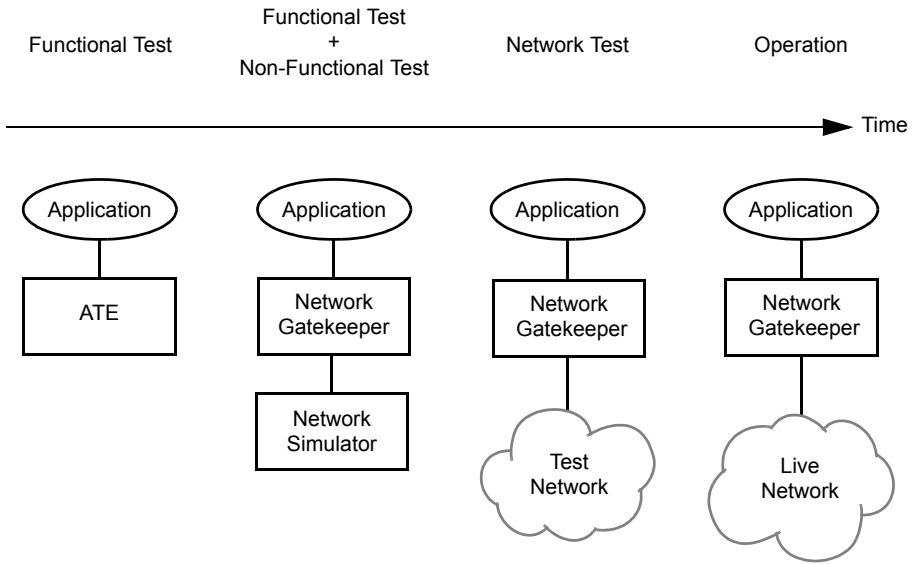 Functional Test
Functional Test
+
Non-Functional Test
Network Test
Operation
Time
Application
Application
Application
Application
ATE
Network
Gatekeeper
Network
Gatekeeper
Network
Gatekeeper
Network
Simulator
Test
Network
Live
Network